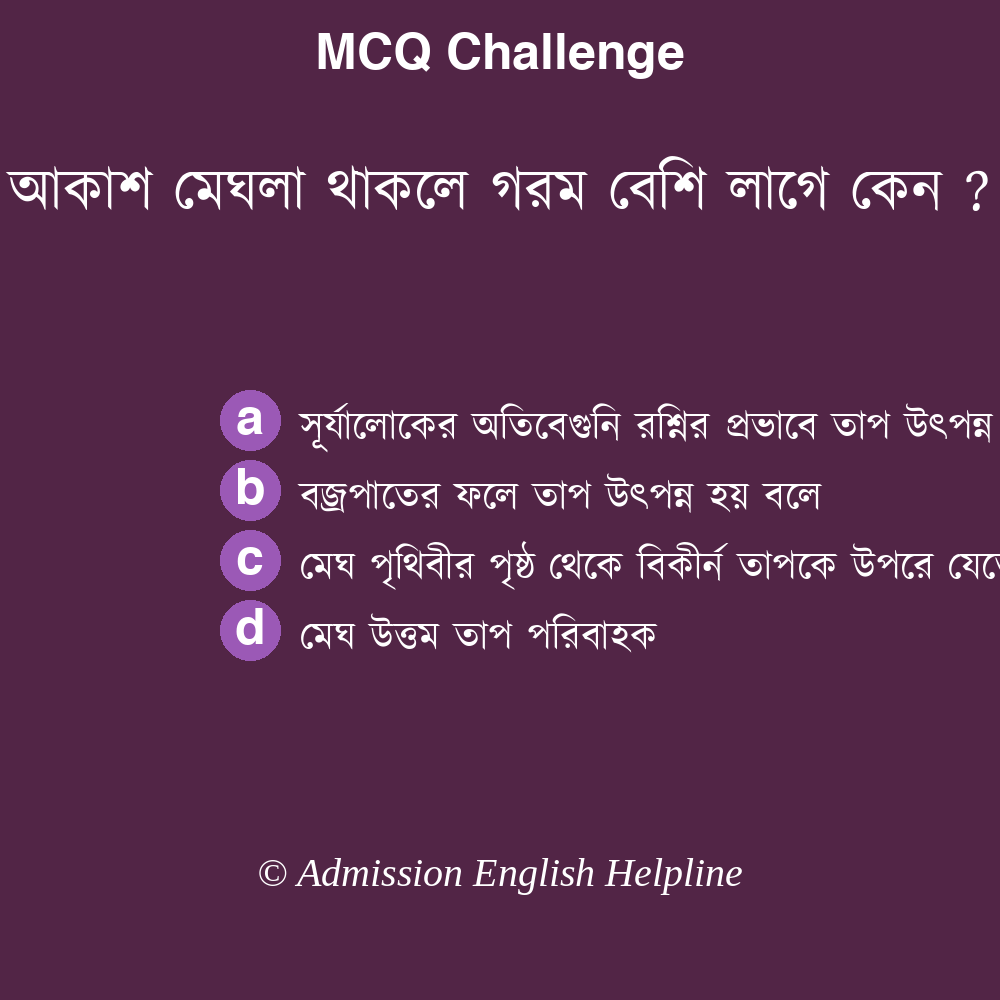 MCQ Challenge
আকাশ মেঘলা থাকলে গরম বেশি লাগে কেন ?
a সূর্যালোকের অতিবেগুনি রশ্নির প্রভাবে তাপ উৎপন্ন
b বজ্রপাতের ফলে তাপ উৎপন্ন হয় বলে
c মেঘ পৃথিবীর পৃষ্ঠ থেকে বিকীর্ন তাপকে উপরে
d মেঘ উত্তম তাপ পরিবাহক
© Admission English Helpline